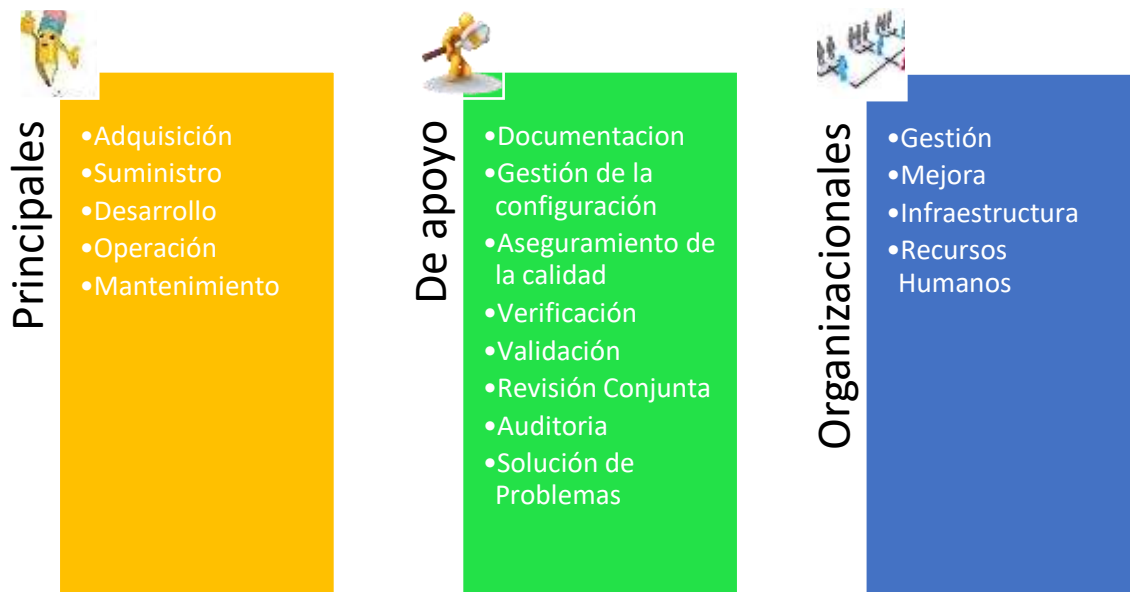 Principales
•Adquisición
•Suministro
•Desarrollo
•Operación
•Mantenimiento
De apoyo
•Documentacion
•Gestión de la
configuración
•Aseguramiento de
la calidad
•Verificación
•Validación
•Revisión Conjunta
•Auditoria
•Solución de
Problemas
Organizacionales
•Gestión
•Mejora
•Infraestructura
•Recursos
Humanos